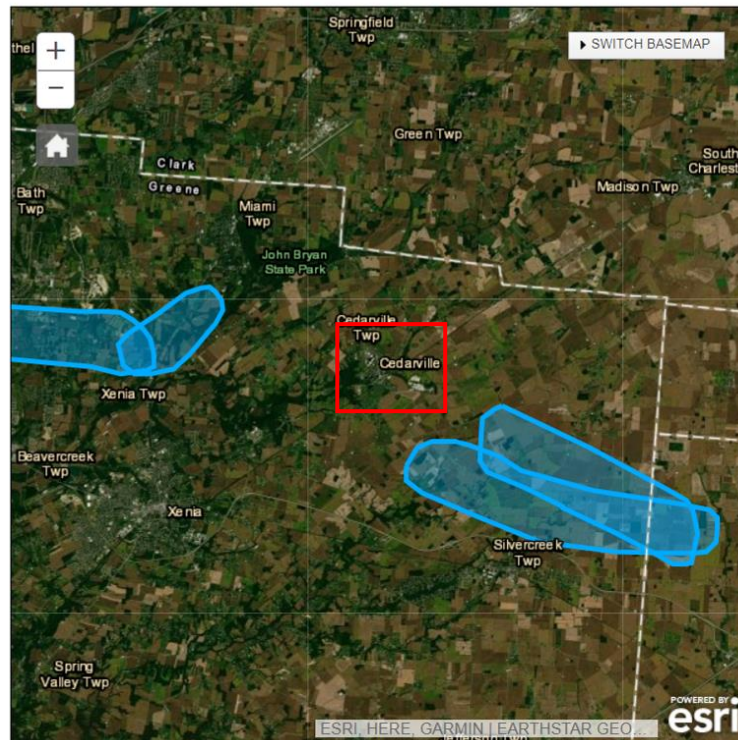 Springfield
Twp
thel
+
SWITCH BASEMAP
−
Green Twp
Clark
Greene
South
Charlest
Bath
Twp
Madison Twp
Miami
Twp
John Bryan
State Park
Cedarville
Twp
Cedarville
Xenia Twp
Beavercreek
Twp
Xenia
Silvercreek
Twp
Spring
Valley Twp
POWERED BY
esri
ESRI, HERE, GARMIN | EARTHSTAR GEO...
Jefferson Twp